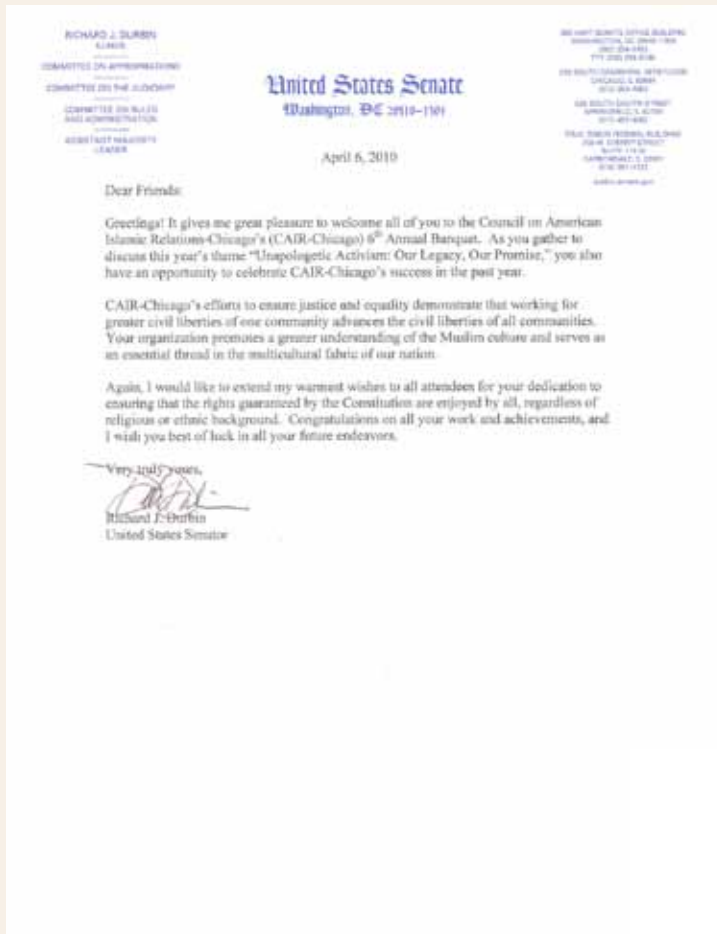 RICHARD J. DURBIN
ILLINOIS
COMMITTEE ON APPROPRIATIONS
COMMITTEE ON THE JUDICIARY
COMMITTEE ON RULES
AND ADMINISTRATION
ASSISTANT MAJORITY
LEADER
United States Senate
Washington, DC 20510–1304
April 6, 2010
Dear Friends:
Greetings! It gives me great pleasure to welcome all of you to the Council on American
Islamic Relations-Chicago's (CAIR-Chicago) 6th Annual Banquet. As you gather to
discuss this year's theme "Unapologetic Activism: Our Legacy, Our Promise," you also
have an opportunity to celebrate CAIR-Chicago's success in the past year.
CAIR-Chicago's efforts to ensure justice and equality demonstrate that working for
greater civil liberties of one community advances the civil liberties of all communities.
Your organization promotes a greater understanding of the Muslim culture and serves as
an essential thread in the multicultural fabric of our nation.
Again, I would like to extend my warmest wishes to all attendees for your dedication to
ensuring that the rights guaranteed by the Constitution are enjoyed by all, regardless of
religious or ethnic background. Congratulations on all your work and achievements, and
I wish you best of luck in all your future endeavors.
Very truly yours,
Richard J. Durbin
United States Senator